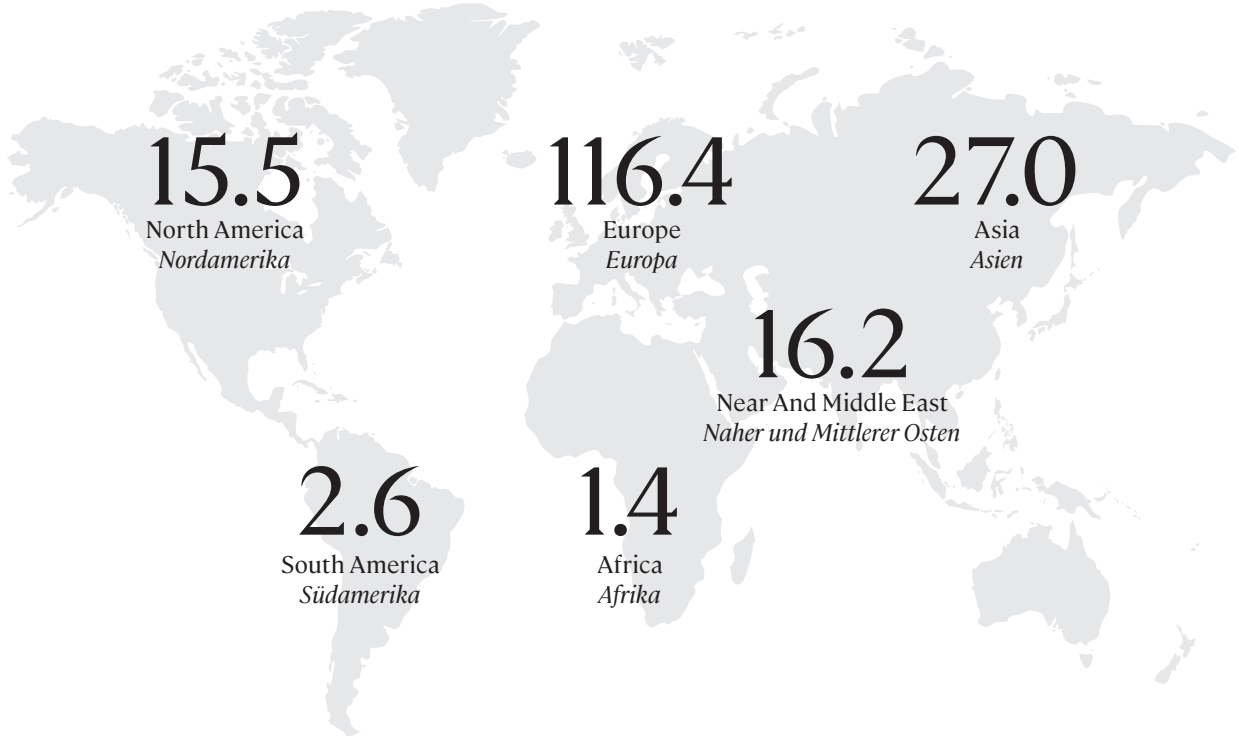 15.5
North America
Nordamerika
116.4
Europe
Europa
27.0
Asia
Asien
16.2
Near And Middle East
Naher und Mittlerer Osten
2.6
South America
Südamerika
1.4
Africa
Afrika